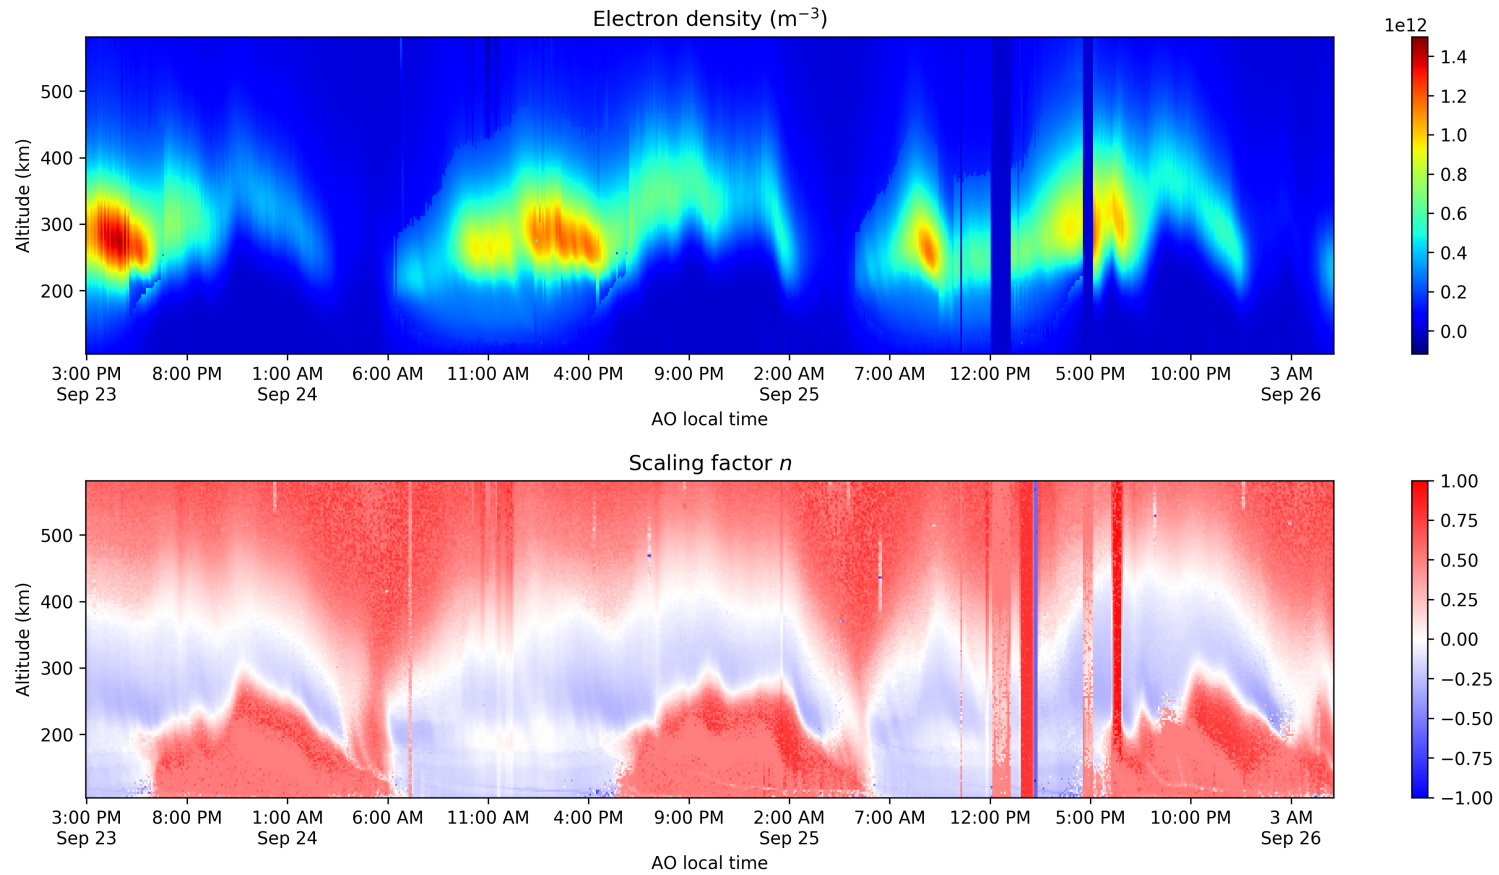 Electron density (m⁻³)
1e12
Altitude (km)
500
400
300
200
1.4
1.2
1.0
0.8
0.6
0.4
0.2
0.0
3:00 PM 8:00 PM 1:00 AM 6:00 AM 11:00 AM 4:00 PM 9:00 PM 2:00 AM 7:00 AM 12:00 PM 5:00 PM 10:00 PM 3 AM
Sep 23 Sep 24 Sep 25 Sep 26
AO local time
Scaling factor n
Altitude (km)
500
400
300
200
1.00
0.75
0.50
0.25
0.00
−0.25
−0.50
−0.75
−1.00
3:00 PM 8:00 PM 1:00 AM 6:00 AM 11:00 AM 4:00 PM 9:00 PM 2:00 AM 7:00 AM 12:00 PM 5:00 PM 10:00 PM 3 AM
Sep 23 Sep 24 Sep 25 Sep 26
AO local time